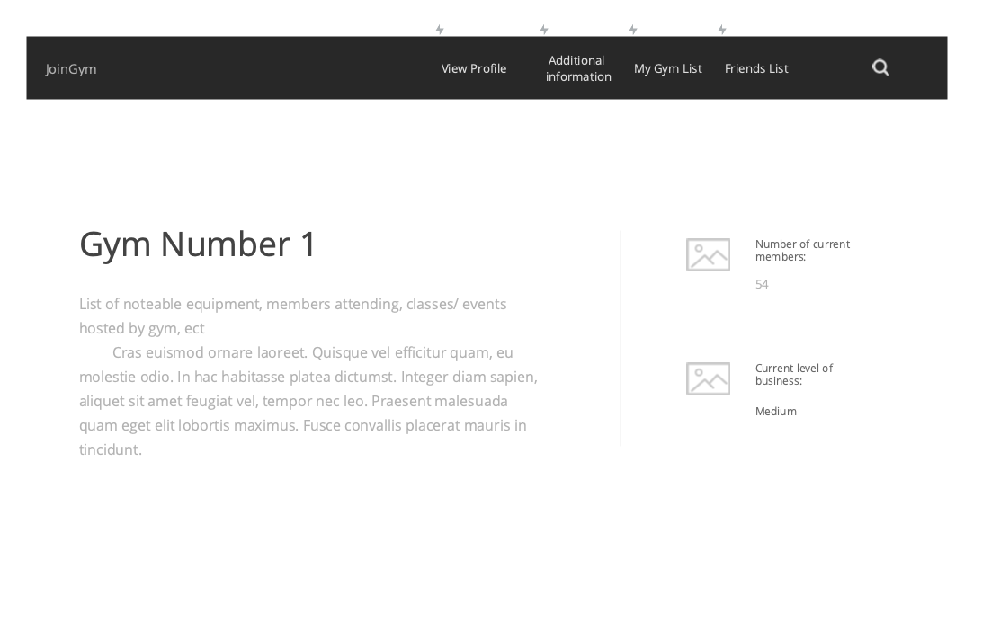 JoinGym
View Profile
Additional
information
My Gym List
Friends List
Gym Number 1
List of noteable equipment, members attending, classes/ events
hosted by gym, ect
Cras euismod ornare laoreet. Quisque vel efficitur quam, eu
molestie odio. In hac habitasse platea dictumst. Integer diam sapien,
aliquet sit amet feugiat vel, tempor nec leo. Praesent malesuada
quam eget elit lobortis maximus. Fusce convallis placerat mauris in
tincidunt.
Number of current
members:
54
Current level of
business:
Medium